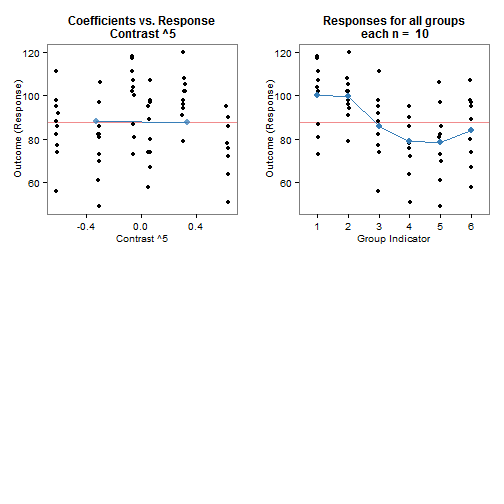 Coefficients vs. Response
Contrast ^5
120
100
80
60
Outcome (Response)
-0.4
0.0
0.4
Contrast ^5
Responses for all groups
each n = 10
120
100
80
60
Outcome (Response)
1
2
3
4
5
6
Group Indicator